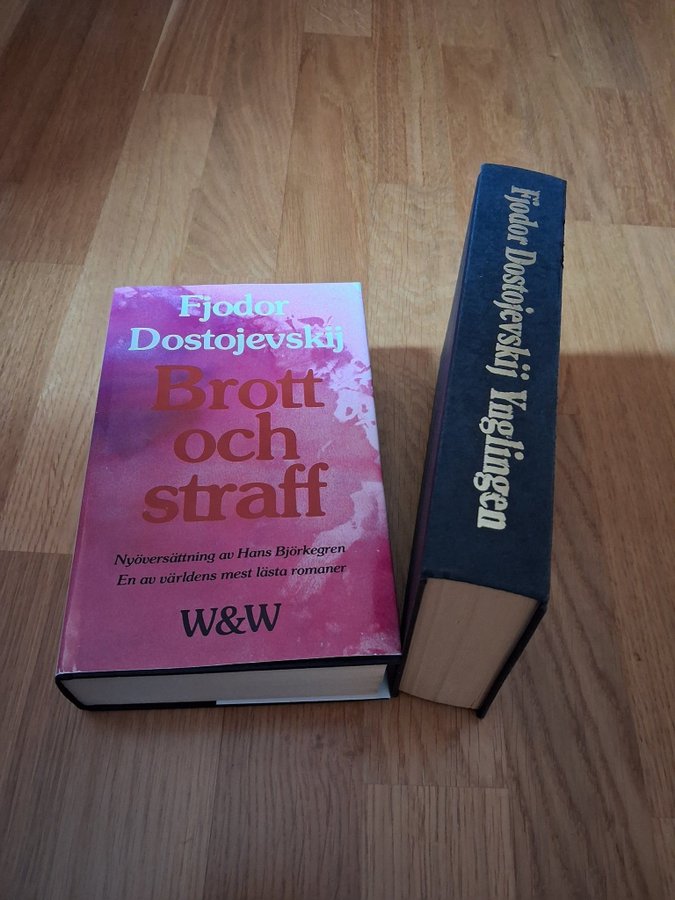 Fjodor
Dostojevskij
Brott
och
straff
Nyöversättning av Hans Björkegren
En av världens mest lästa romaner
W&W
Fjodor Dostojevskij Ynglingen